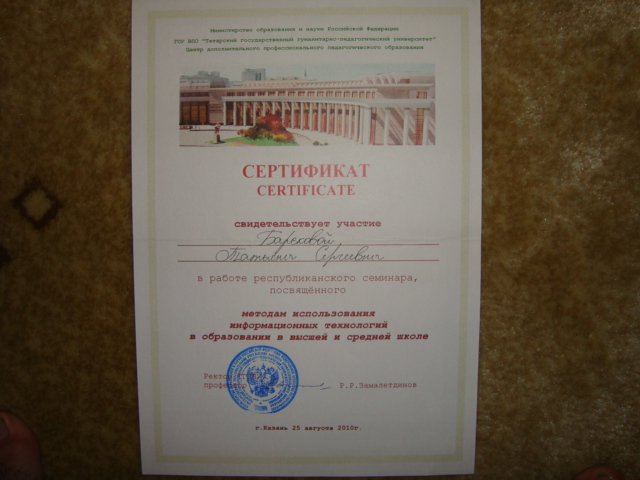 Министерство образования и науки Российской Федерации
ГОУ ВПО "Татарский государственный гуманитарно-педагогический университет"
Центр дополнительного профессионального педагогического образования
СЕРТИФИКАТ
CERTIFICATE
свидетельствует участие
в работе республиканского семинара,
посвящённого
методам использования
информационных технологий
в образовании в высшей и средней школе
Ректор
профессор Р.Р.Замалетдинов
г.Казань 25 августа 2010г.